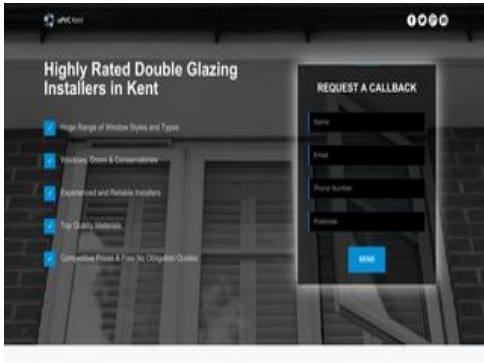 uPVC Kent
Highly Rated Double Glazing
Installers in Kent
Huge Range of Window Styles and Types
Windows, Doors & Conservatories
Experienced and Reliable Installers
Top Quality Materials
Competitive Prices & Free No Obligation Quotes
REQUEST A CALLBACK
Name
Email
Phone Number
Postcode
SEND